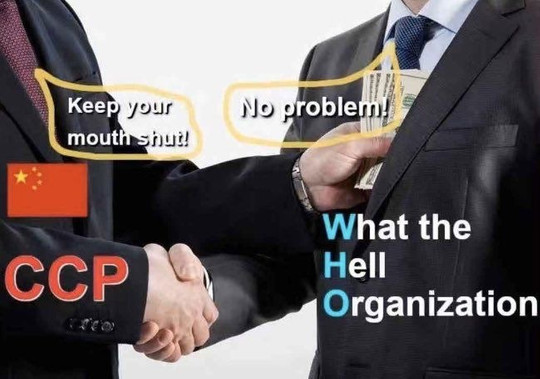 Keep your
mouth shut!
No problem!
CCP
What the
Hell
Organization